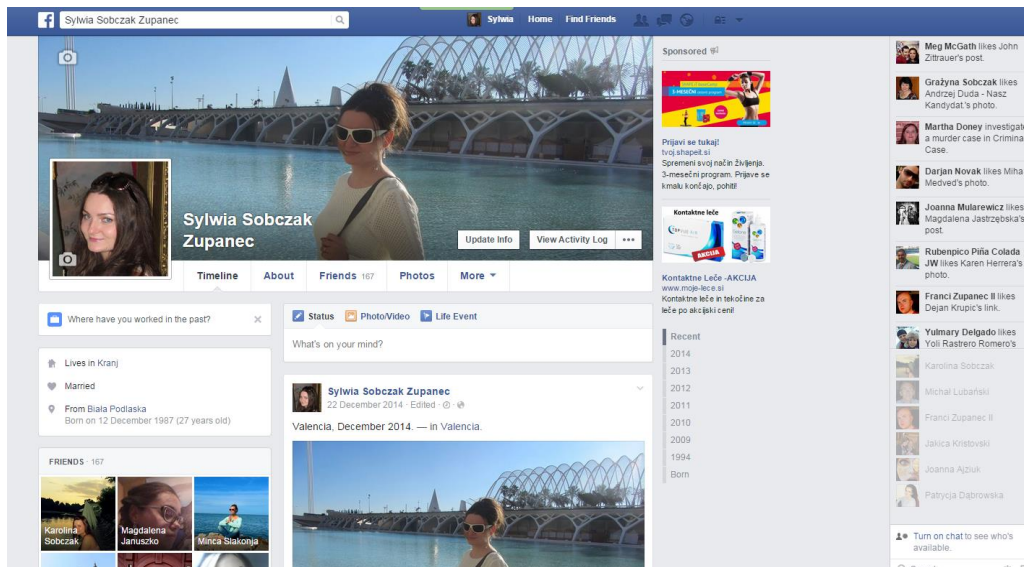 Sylwia Sobczak Zupanec
Sylwia Home Find Friends
Sylwia Sobczak
Zupanec
Update Info View Activity Log •••
Timeline About Friends 167 Photos More
Where have you worked in the past?
Lives in Kranj
Married
From Biała Podlaska
Born on 12 December 1987 (27 years old)
FRIENDS · 167
Karolina
Sobczak
Magdalena
Januszko
Minca Slakonja
Status Photo/Video Life Event
What's on your mind?
Sylwia Sobczak Zupanec
22 December 2014 · Edited ·
Valencia, December 2014. — in Valencia.
Sponsored
3-MESEČNI
Prijavi se tukaj!
tvoj.shapeit.si
Spremeni svoj način življenja.
3-mesečni program. Prijave se
kmalu končajo, pohiti!
Kontaktne leče
AKCIJA
Kontaktne Leče -AKCIJA
www.moje-lece.si
Kontaktne leče in tekočine za
leče po akcijski ceni!
Recent
2014
2013
2012
2011
2010
2009
1994
Born
Meg McGath likes John
Zittrauer's post.
Grażyna Sobczak likes
Andrzej Duda - Nasz
Kandydat.'s photo.
Martha Doney investigate
a murder case in Crimina
Case.
Darjan Novak likes Miha
Medved's photo.
Joanna Mularewicz likes
Magdalena Jastrzębska's
post.
Rubenpico Piña Colada
JW likes Karen Herrera's
photo.
Franci Zupanec II likes
Dejan Krupic's link.
Yulmary Delgado likes
Yoli Rastrero Romero's
Karolina Sobczak
Michał Lubański
Franci Zupanec II
Jakica Kristovski
Joanna Ajziuk
Patrycja Dąbrowska
Turn on chat to see who's
available.